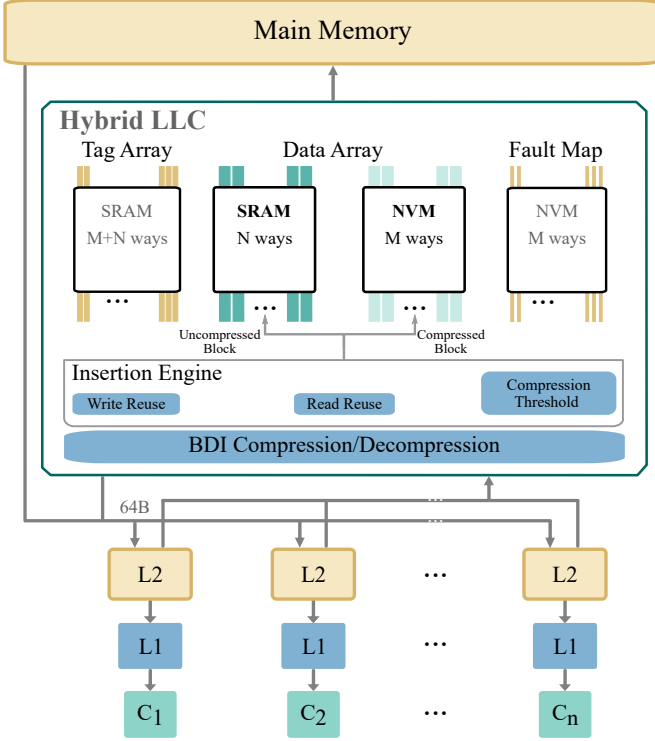 Main Memory
Hybrid LLC
Tag Array
Data Array
Fault Map
SRAM
M+N ways
...
SRAM
N ways
...
NVM
M ways
...
NVM
M ways
...
Uncompressed
Block
Compressed
Block
Insertion Engine
Write Reuse
Read Reuse
Compression
Threshold
BDI Compression/Decompression
64B
...
...
L2
L2
...
L2
L1
L1
...
L1
C1
C2
...
Cn